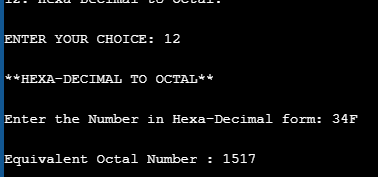 12. Hexa-Decimal to Octal.
ENTER YOUR CHOICE: 12
**HEXA-DECIMAL TO OCTAL**
Enter the Number in Hexa-Decimal form: 34F
Equivalent Octal Number : 1517